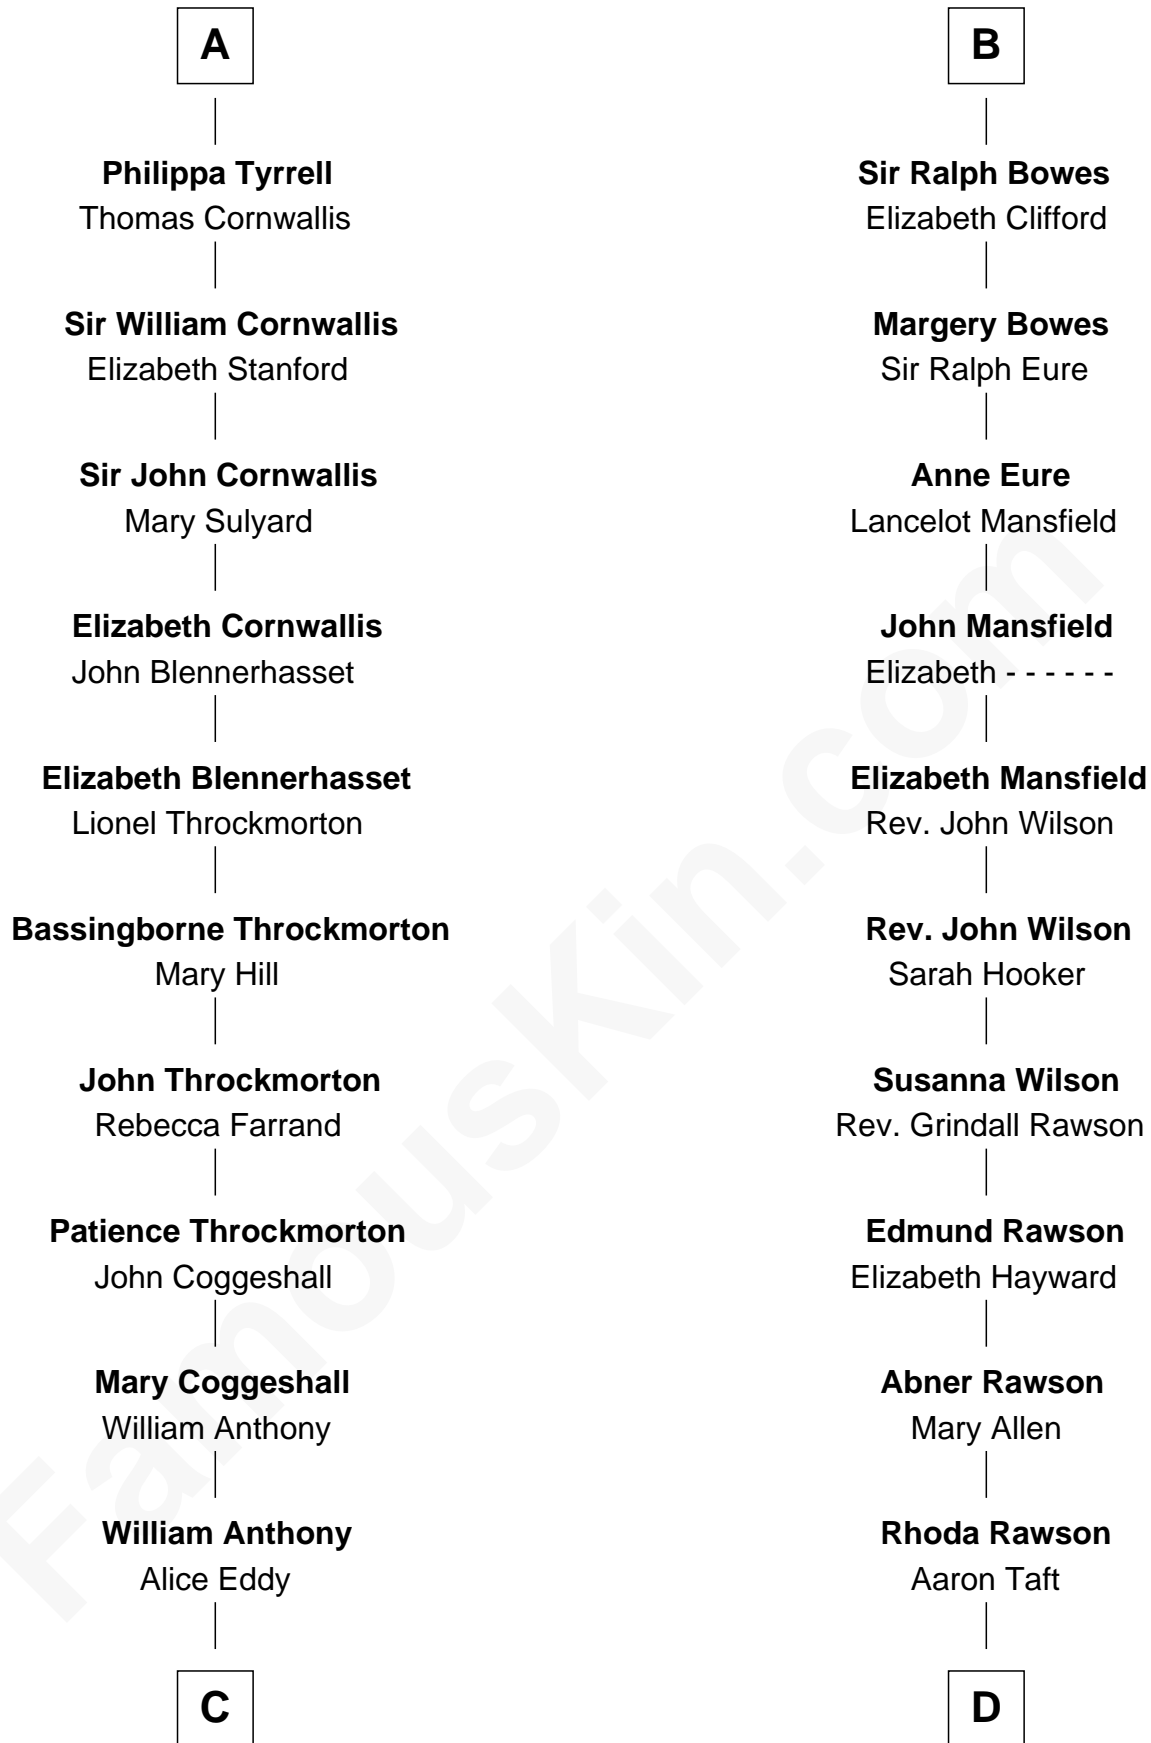 A
Philippa Tyrrell
Thomas Cornwallis
Sir William Cornwallis
Elizabeth Stanford
Sir John Cornwallis
Mary Sulyard
Elizabeth Cornwallis
John Blennerhasset
Elizabeth Blennerhasset
Lionel Throckmorton
Bassingborne Throckmorton
Mary Hill
John Throckmorton
Rebecca Farrand
Patience Throckmorton
John Coggeshall
Mary Coggeshall
William Anthony
William Anthony
Alice Eddy
C
B
Sir Ralph Bowes
Elizabeth Clifford
Margery Bowes
Sir Ralph Eure
Anne Eure
Lancelot Mansfield
John Mansfield
Elizabeth - - - - - -
Elizabeth Mansfield
Rev. John Wilson
Rev. John Wilson
Sarah Hooker
Susanna Wilson
Rev. Grindall Rawson
Edmund Rawson
Elizabeth Hayward
Abner Rawson
Mary Allen
Rhoda Rawson
Aaron Taft
D
FamousKin.com